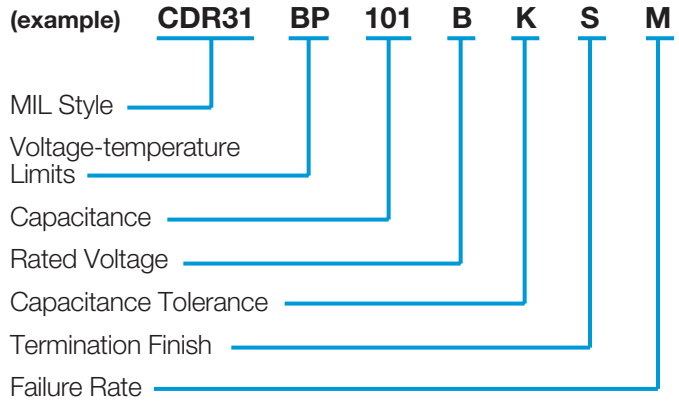 (example) CDR31 BP 101 B K S M
MIL Style
Voltage-temperature
Limits
Capacitance
Rated Voltage
Capacitance Tolerance
Termination Finish
Failure Rate